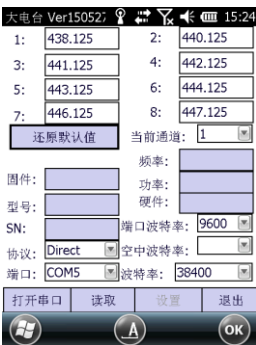 大电台 Ver15052 15:24
1: 438.125 2: 440.125
3: 441.125 4: 442.125
5: 443.125 6: 444.125
7: 446.125 8: 447.125
还原默认值 当前通道: 1
频率:
固件: 功率:
型号: 硬件:
SN: 端口波特率: 9600
协议: Direct 空中波特率:
端口: COM5 波特率: 38400
打开串口 读取 设置 退出
A OK